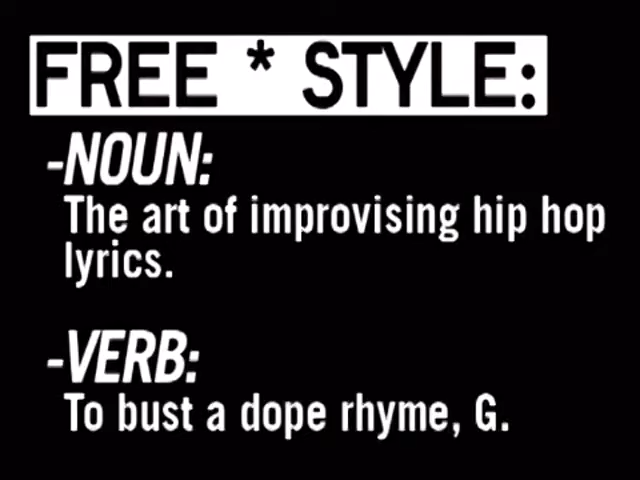 FREE * STYLE:
-NOUN:
The art of improvising hip hop
lyrics.
-VERB:
To bust a dope rhyme, G.